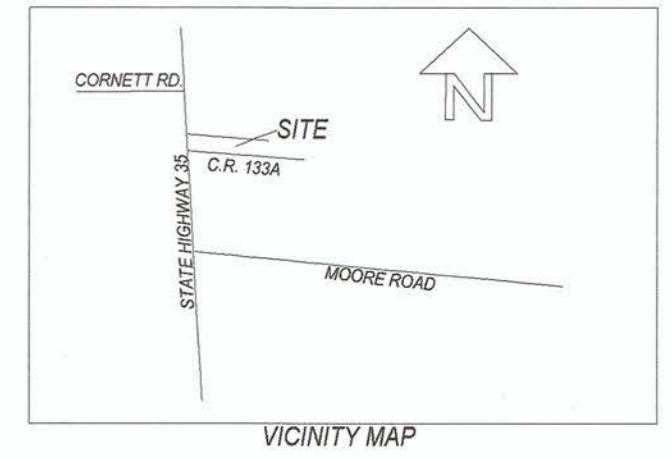 CORNETT RD.
N
SITE
C.R. 133A
STATE HIGHWAY 35
MOORE ROAD
VICINITY MAP